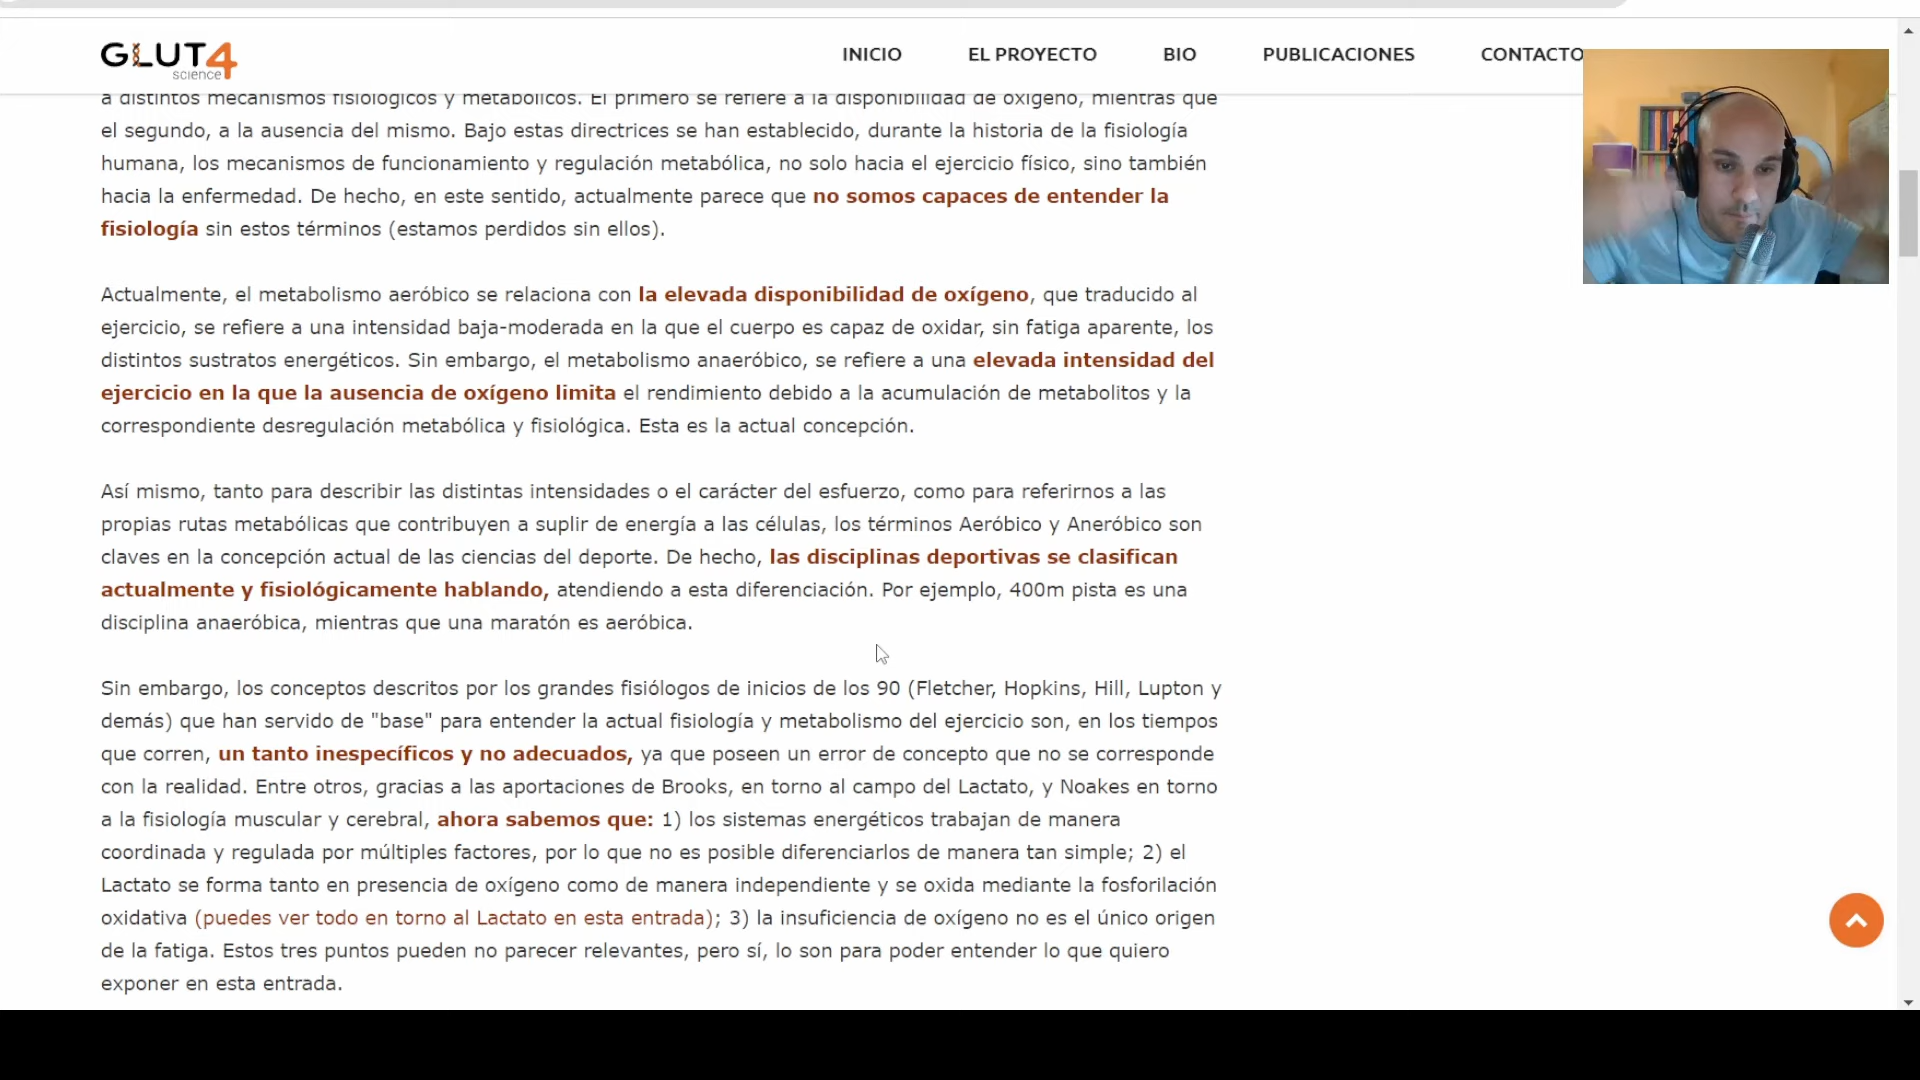 GLUT4
science
INICIO EL PROYECTO BIO PUBLICACIONES CONTACTO
a distintos mecanismos fisiológicos y metabólicos. El primero se refiere a la disponibilidad de oxígeno, mientras que
el segundo, a la ausencia del mismo. Bajo estas directrices se han establecido, durante la historia de la fisiología
humana, los mecanismos de funcionamiento y regulación metabólica, no solo hacia el ejercicio físico, sino también
hacia la enfermedad. De hecho, en este sentido, actualmente parece que no somos capaces de entender la
fisiología sin estos términos (estamos perdidos sin ellos).
Actualmente, el metabolismo aeróbico se relaciona con la elevada disponibilidad de oxígeno, que traducido al
ejercicio, se refiere a una intensidad baja-moderada en la que el cuerpo es capaz de oxidar, sin fatiga aparente, los
distintos sustratos energéticos. Sin embargo, el metabolismo anaeróbico, se refiere a una elevada intensidad del
ejercicio en la que la ausencia de oxígeno limita el rendimiento debido a la acumulación de metabolitos y la
correspondiente desregulación metabólica y fisiológica. Esta es la actual concepción.
Así mismo, tanto para describir las distintas intensidades o el carácter del esfuerzo, como para referirnos a las
propias rutas metabólicas que contribuyen a suplir de energía a las células, los términos Aeróbico y Aneróbico son
claves en la concepción actual de las ciencias del deporte. De hecho, las disciplinas deportivas se clasifican
actualmente y fisiológicamente hablando, atendiendo a esta diferenciación. Por ejemplo, 400m pista es una
disciplina anaeróbica, mientras que una maratón es aeróbica.
Sin embargo, los conceptos descritos por los grandes fisiólogos de inicios de los 90 (Fletcher, Hopkins, Hill, Lupton y
demás) que han servido de "base" para entender la actual fisiología y metabolismo del ejercicio son, en los tiempos
que corren, un tanto inespecíficos y no adecuados, ya que poseen un error de concepto que no se corresponde
con la realidad. Entre otros, gracias a las aportaciones de Brooks, en torno al campo del Lactato, y Noakes en torno
a la fisiología muscular y cerebral, ahora sabemos que: 1) los sistemas energéticos trabajan de manera
coordinada y regulada por múltiples factores, por lo que no es posible diferenciarlos de manera tan simple; 2) el
Lactato se forma tanto en presencia de oxígeno como de manera independiente y se oxida mediante la fosforilación
oxidativa (puedes ver todo en torno al Lactato en esta entrada); 3) la insuficiencia de oxígeno no es el único origen
de la fatiga. Estos tres puntos pueden no parecer relevantes, pero sí, lo son para poder entender lo que quiero
exponer en esta entrada.